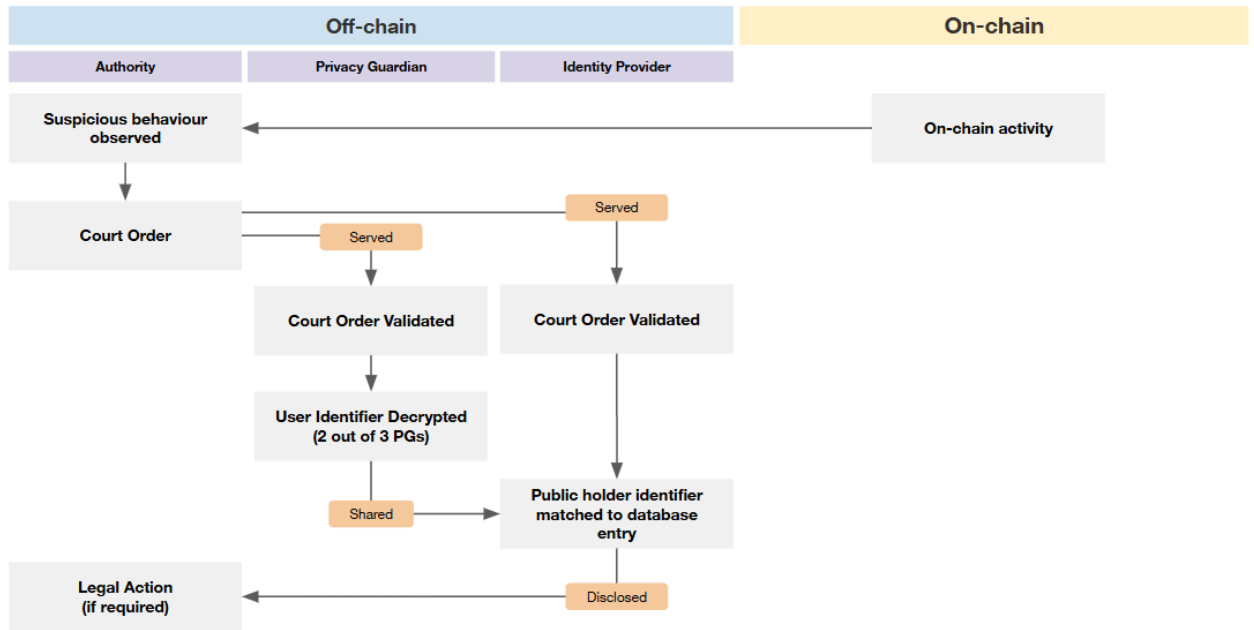 Off-chain
On-chain
Authority
Privacy Guardian
Identity Provider
Suspicious behaviour
observed
On-chain activity
Court Order
Served
Served
Court Order Validated
Court Order Validated
User Identifier Decrypted
(2 out of 3 PGs)
Shared
Public holder identifier
matched to database
entry
Legal Action
(if required)
Disclosed